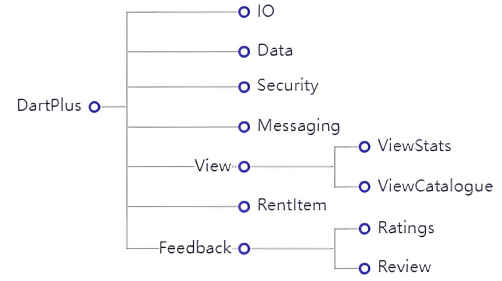 IO
Data
Security
DartPlus
Messaging
ViewStats
View
ViewCatalogue
RentItem
Ratings
Feedback
Review